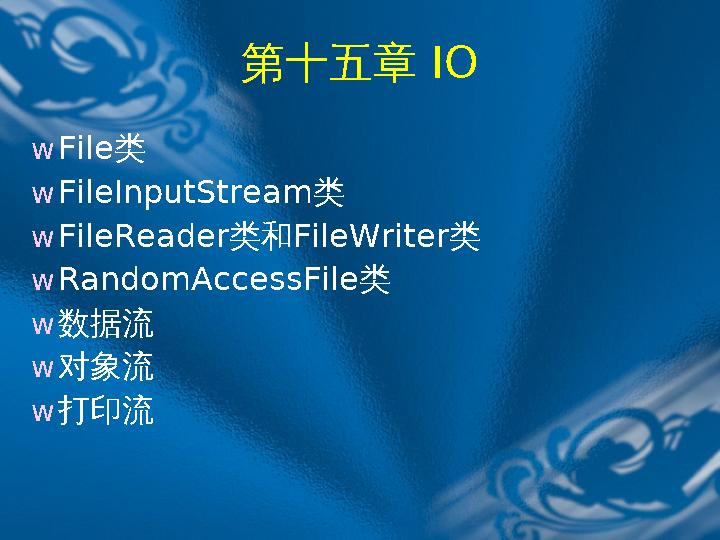 第十五章 IO
wFile类
wFileInputStream类
wFileReader类和FileWriter类
wRandomAccessFile类
w数据流
w对象流
w打印流